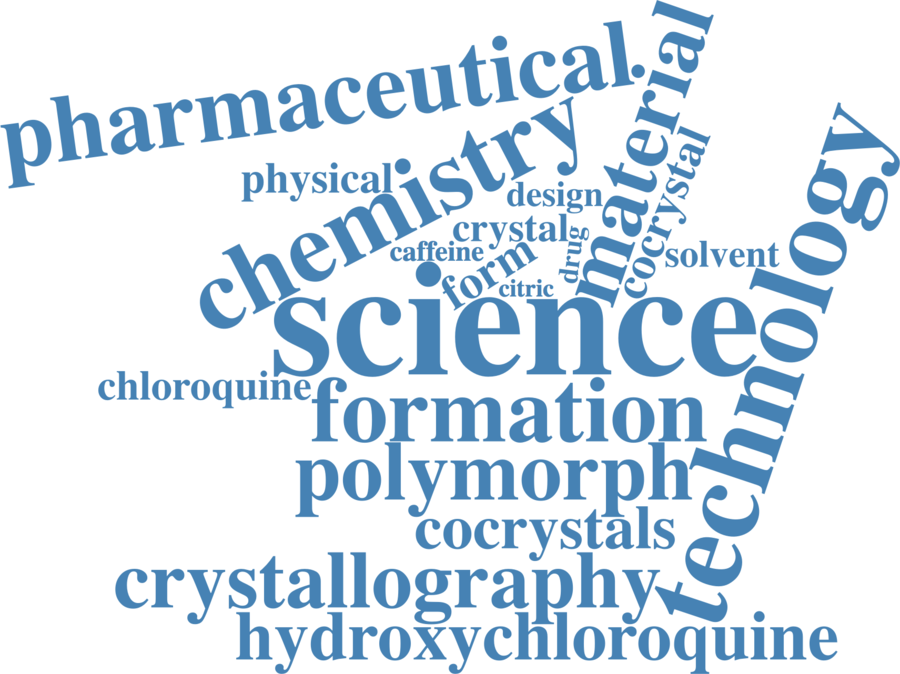 pharmaceutical
material
chemistry
technology
physical
design
cocrystal
crystal
drug
caffeine
solvent
form
citric
science
chloroquine
formation
polymorph
cocrystals
crystallography
hydroxychloroquine